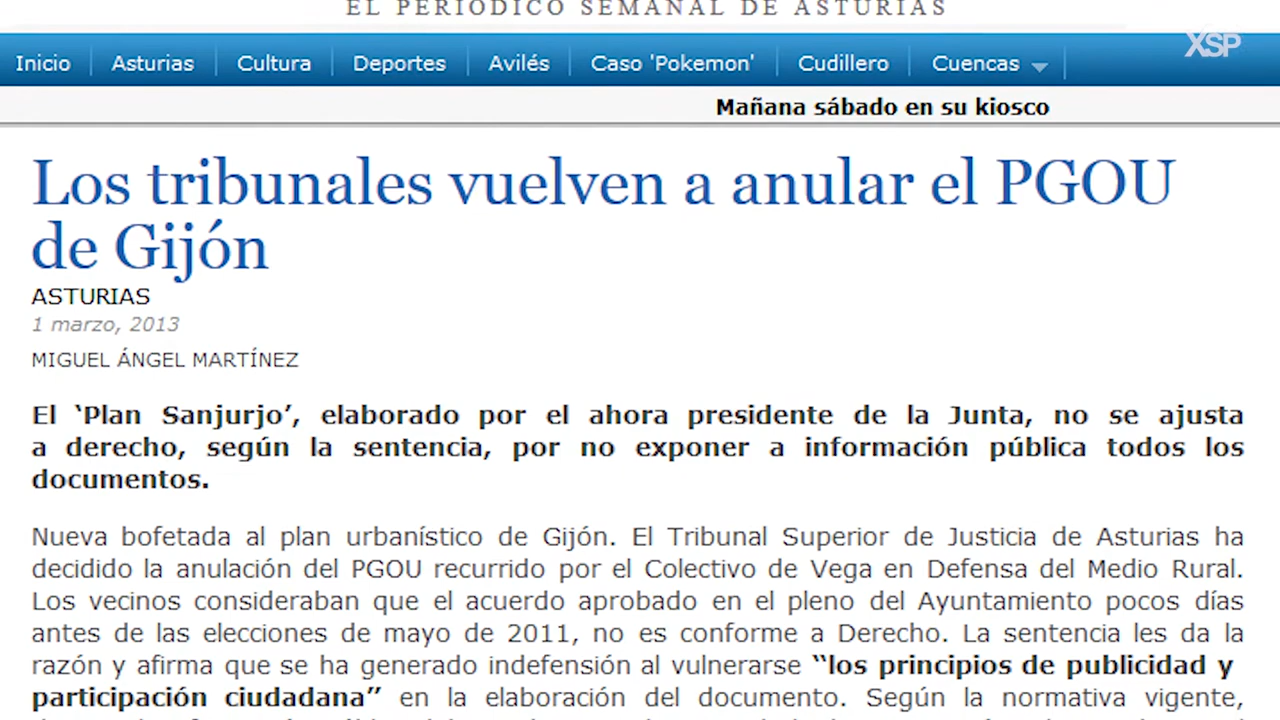 EL PERIÓDICO SEMANAL DE ASTURIAS
XSP
Inicio Asturias Cultura Deportes Avilés Caso 'Pokemon' Cudillero Cuencas
Mañana sábado en su kiosco
Los tribunales vuelven a anular el PGOU
de Gijón
ASTURIAS
1 marzo, 2013
MIGUEL ÁNGEL MARTÍNEZ
El ‘Plan Sanjurjo’, elaborado por el ahora presidente de la Junta, no se ajusta
a derecho, según la sentencia, por no exponer a información pública todos los
documentos.
Nueva bofetada al plan urbanístico de Gijón. El Tribunal Superior de Justicia de Asturias ha
decidido la anulación del PGOU recurrido por el Colectivo de Vega en Defensa del Medio Rural.
Los vecinos consideraban que el acuerdo aprobado en el pleno del Ayuntamiento pocos días
antes de las elecciones de mayo de 2011, no es conforme a Derecho. La sentencia les da la
razón y afirma que se ha generado indefensión al vulnerarse “los principios de publicidad y
participación ciudadana” en la elaboración del documento. Según la normativa vigente,